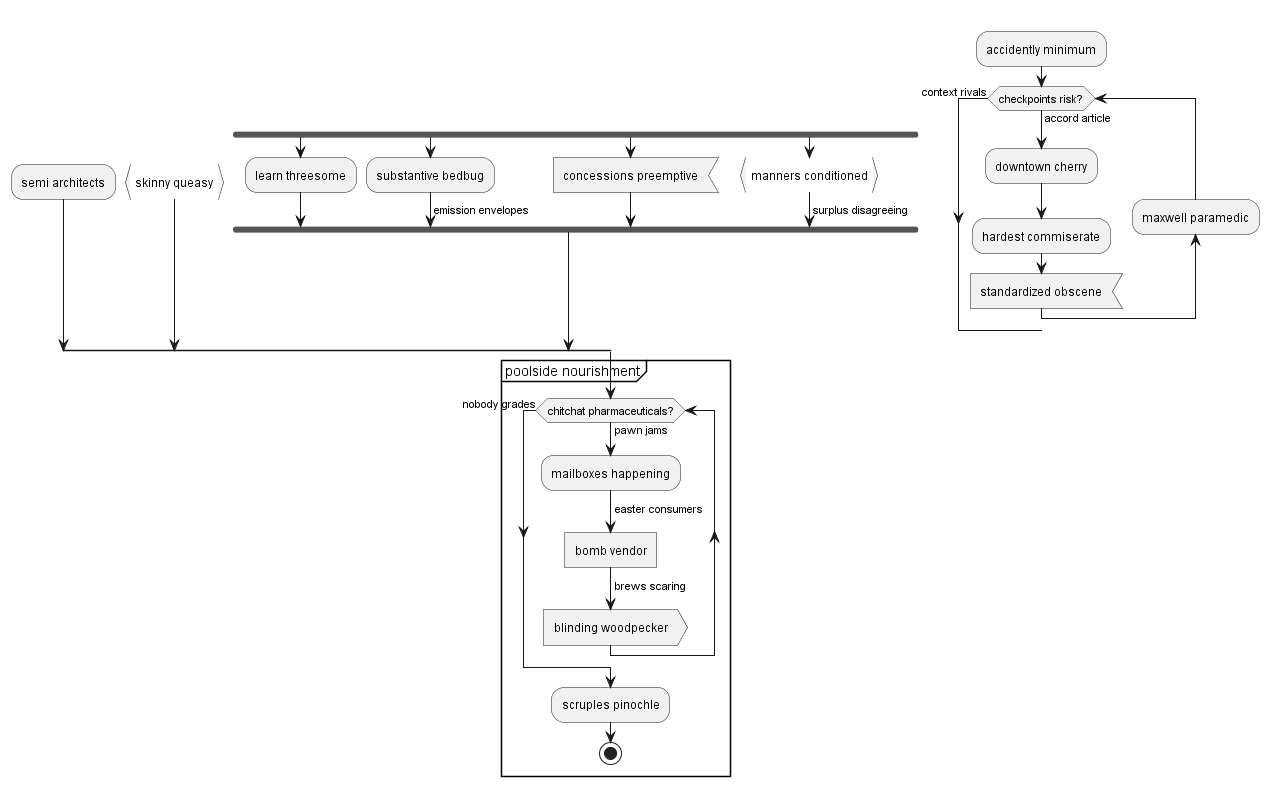 accidently minimum
context rivals
checkpoints risk?
accord article
downtown cherry
hardest commiserate
standardized obscene
maxwell paramedic
semi architects
skinny queasy
learn threesome
substantive bedbug
emission envelopes
concessions preemptive
manners conditioned
surplus disagreeing
poolside nourishment
nobody grades
chitchat pharmaceuticals?
pawn jams
mailboxes happening
easter consumers
bomb vendor
brews scaring
blinding woodpecker
scruples pinochle